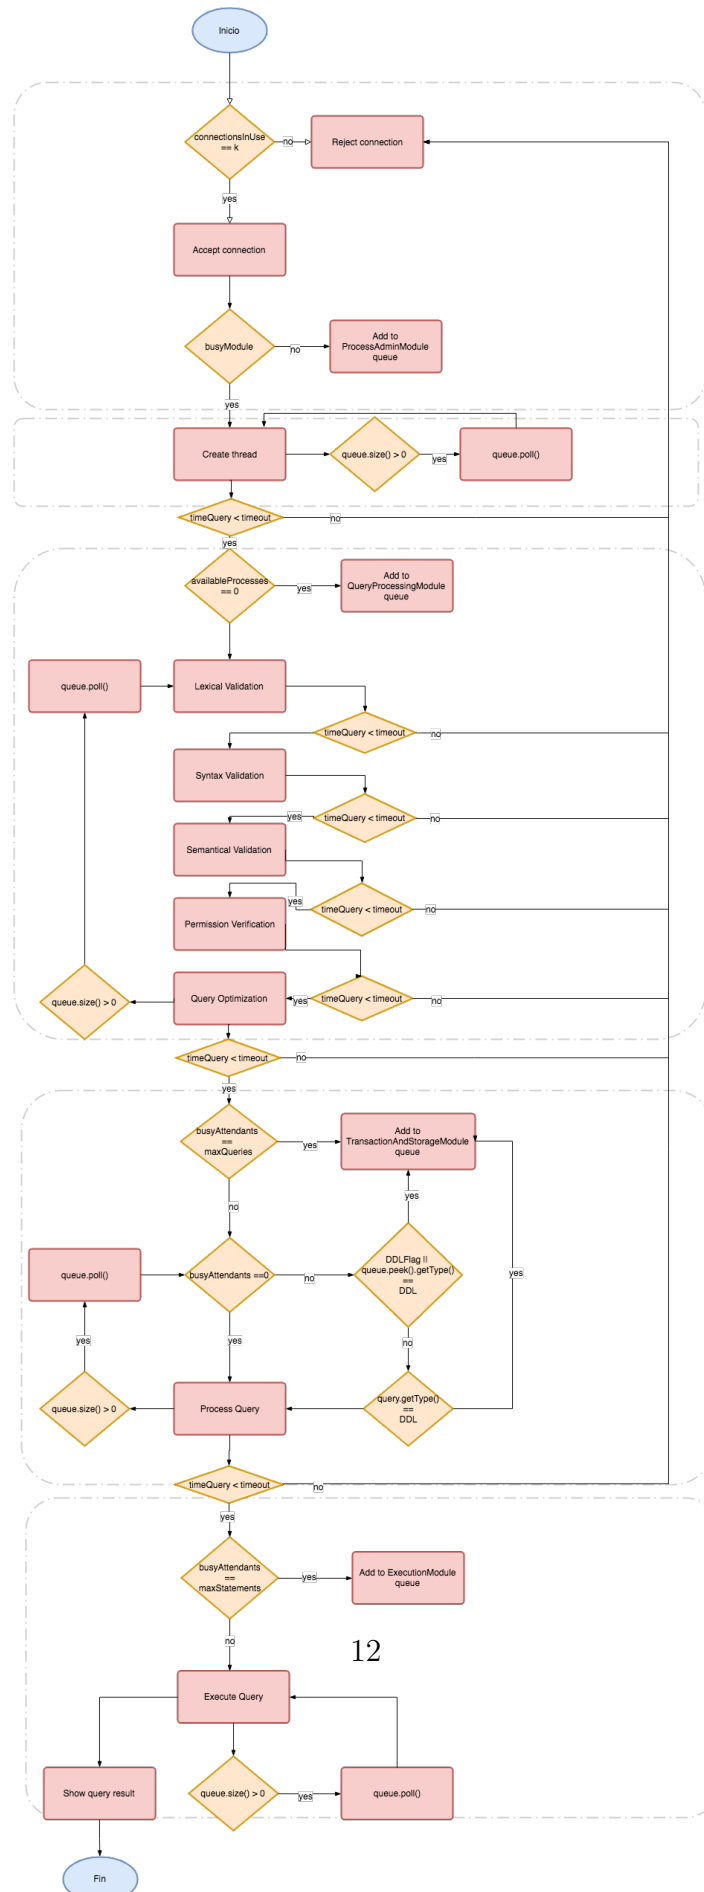 Inicio
connectionsInUse
== k
no
Reject connection
yes
Accept connection
busyModule
no
Add to
ProcessAdminModule
queue
yes
Create thread
queue.size() > 0
yes
queue.poll()
timeQuery < timeout
no
yes
availableProcesses
== 0
yes
Add to
QueryProcessingModule
queue
queue.poll()
Lexical Validation
timeQuery < timeout
no
Syntax Validation
timeQuery < timeout
yes
no
Semantical Validation
timeQuery < timeout
yes
no
Permission Verification
timeQuery < timeout
yes
no
Query Optimization
queue.size() > 0
timeQuery < timeout
no
yes
busyAttendants
==
maxQueries
yes
Add to
TransactionAndStorageModule
queue
no
yes
queue.poll()
busyAttendants ==0
no
DDLFlag ||
queue.peek().getType()
==
DDL
yes
yes
yes
no
queue.size() > 0
Process Query
query.getType()
==
DDL
timeQuery < timeout
no
yes
busyAttendants
==
maxStatements
yes
Add to ExecutionModule
queue
no
12
Execute Query
Show query result
queue.size() > 0
yes
queue.poll()
Fin